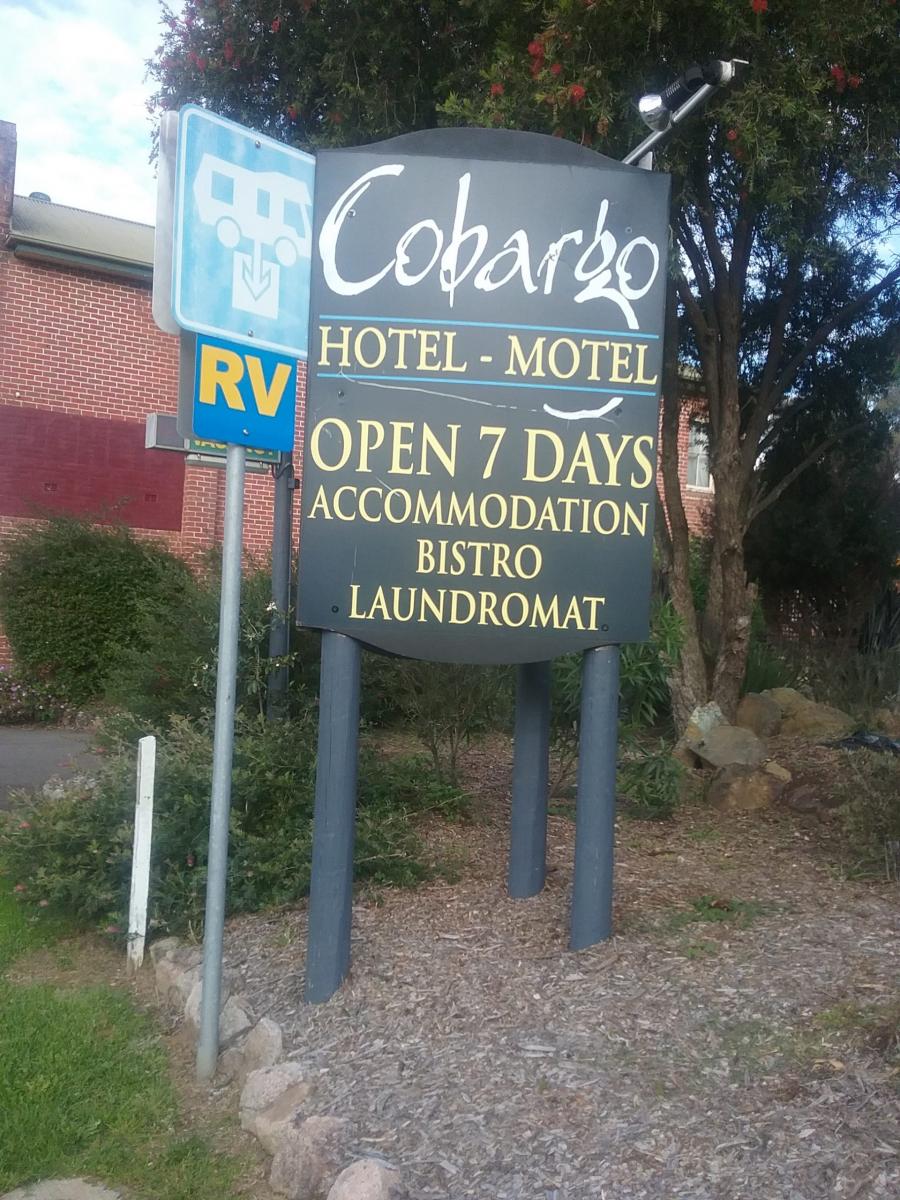 Cobargo
HOTEL - MOTEL
OPEN 7 DAYS
ACCOMMODATION
BISTRO
LAUNDROMAT
RV